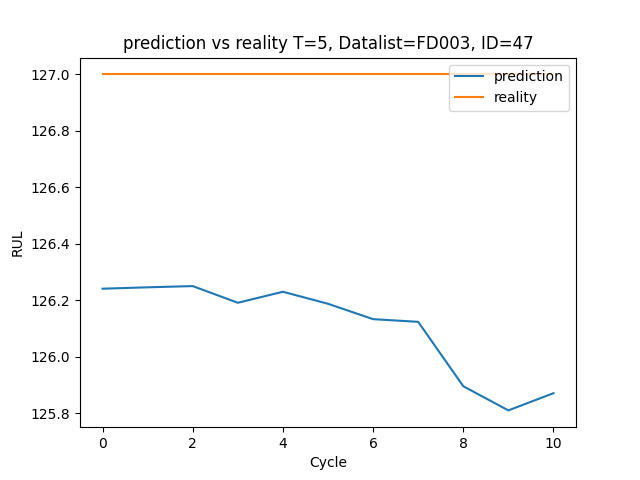 prediction vs reality T=5, Datalist=FD003, ID=47
127.0
126.8
126.6
126.4
126.2
126.0
125.8
RUL
prediction
reality
0 2 4 6 8 10
Cycle